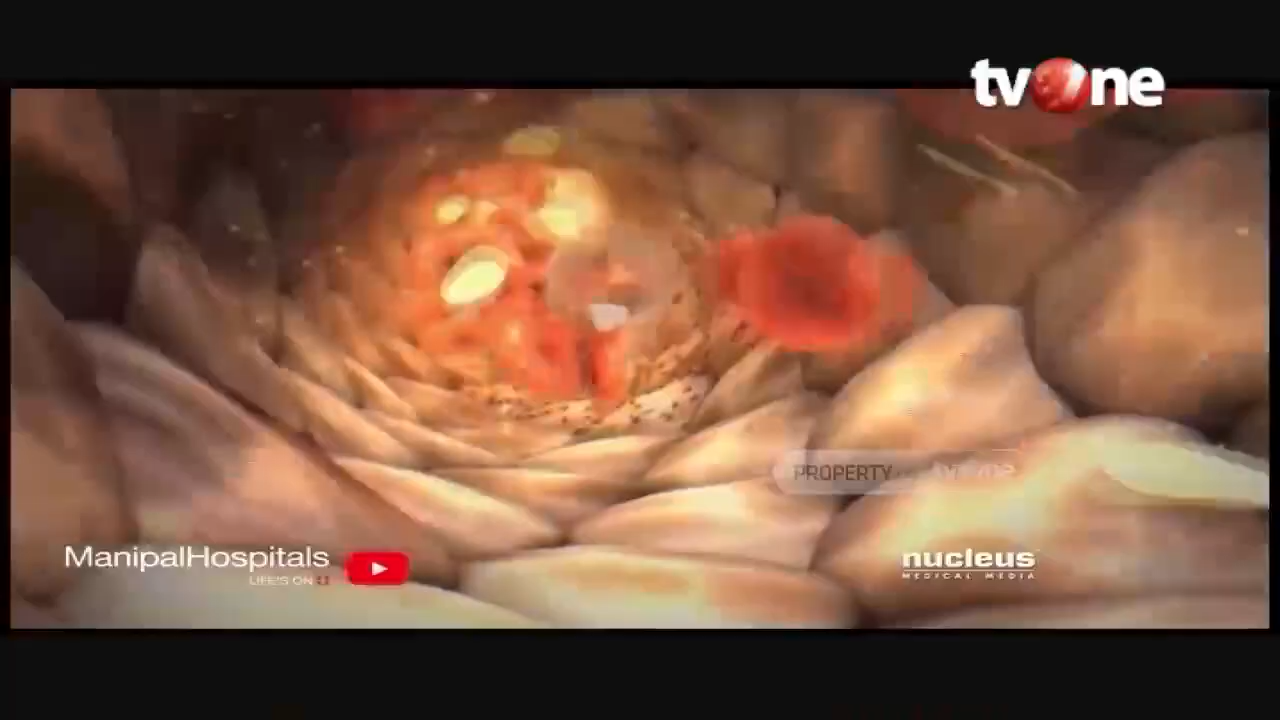 tvOne
PROPERTY
ManipalHospitals
LIFE'S ON
nucleus
MEDICAL MEDIA